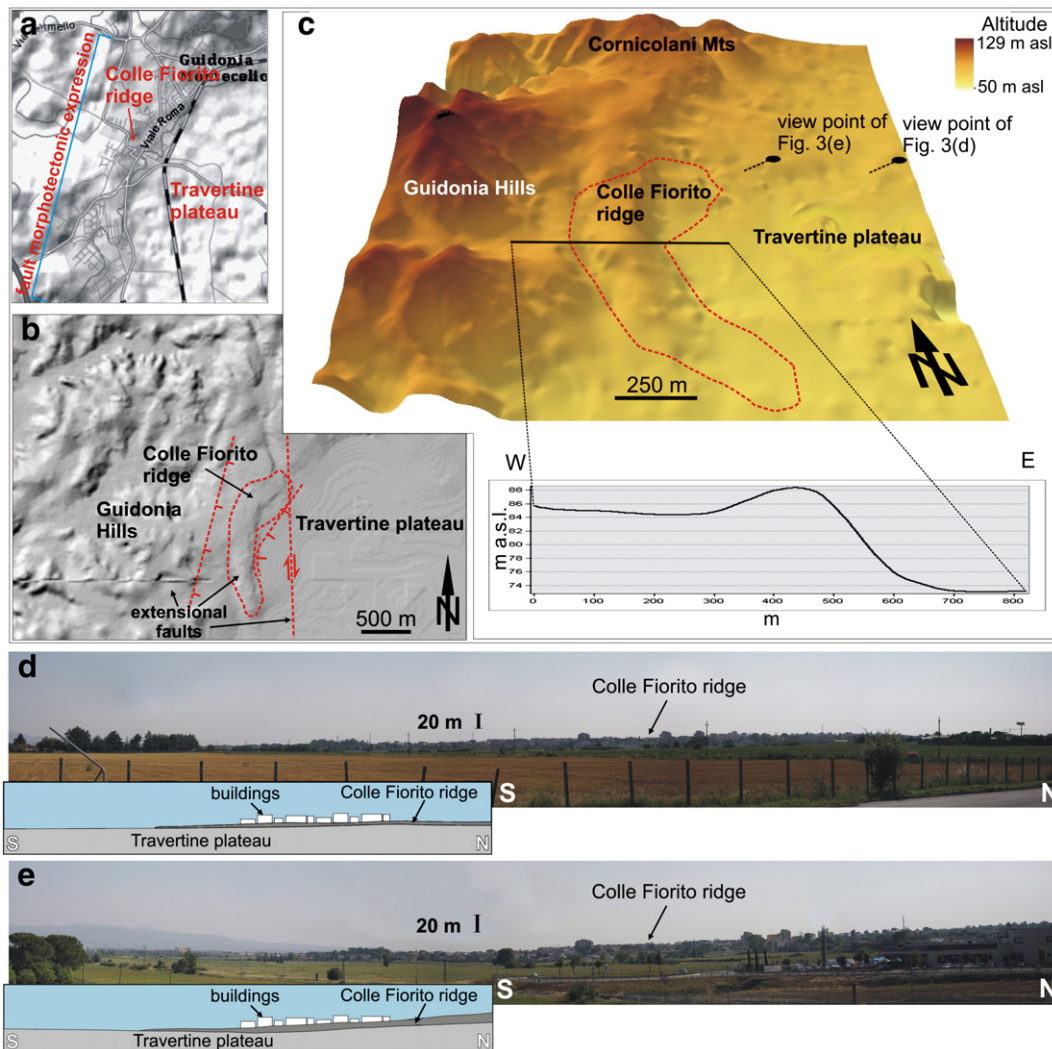 a
Guidonia
Colle Fiorito
ridge
Viale Roma
Travertine
plateau
fault morphotectonic expression
b
Colle Fiorito
ridge
Guidonia
Hills
Travertine plateau
extensional
faults
500 m
N
c
Cornicolani Mts
Altitude
129 m asl
50 m asl
view point of
Fig. 3(e)
view point of
Fig. 3(d)
Guidonia Hills
Colle Fiorito
ridge
Travertine plateau
250 m
N
W
E
m a.s.l.
88
86
84
82
80
78
76
74
0
100
200
300
400
500
600
700
800
m
d
Colle Fiorito ridge
20 m
S
N
buildings
Colle Fiorito ridge
Travertine plateau
S
N
e
Colle Fiorito ridge
20 m
S
N
buildings
Colle Fiorito ridge
Travertine plateau
S
N